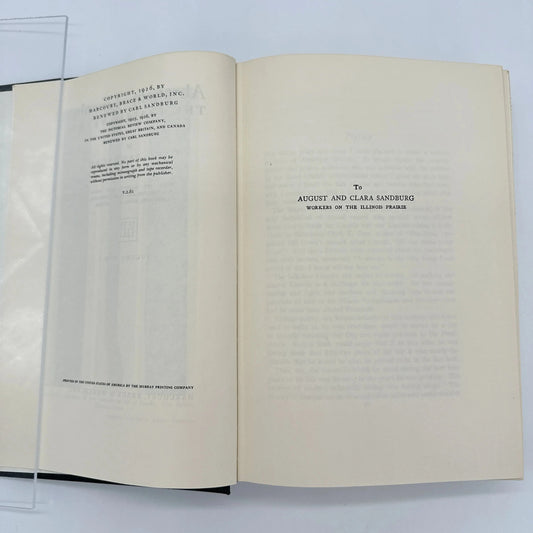 COPYRIGHT, 1926, BY
HARCOURT, BRACE & WORLD, INC.
RENEWED BY CARL SANDBURG
COPYRIGHT, 1925, 1926, BY
THE PICTORIAL REVIEW COMPANY,
IN THE UNITED STATES, GREAT BRITAIN, AND CANADA
RENEWED BY CARL SANDBURG
All rights reserved. No part of this book may be
reproduced in any form or by any mechanical
means, including mimeograph and tape recorder,
without permission in writing from the publisher.
PRINTED IN THE UNITED STATES OF AMERICA BY THE MURRAY PRINTING COMPANY
To
AUGUST AND CLARA SANDBURG
WORKERS ON THE ILLINOIS PRAIRIE